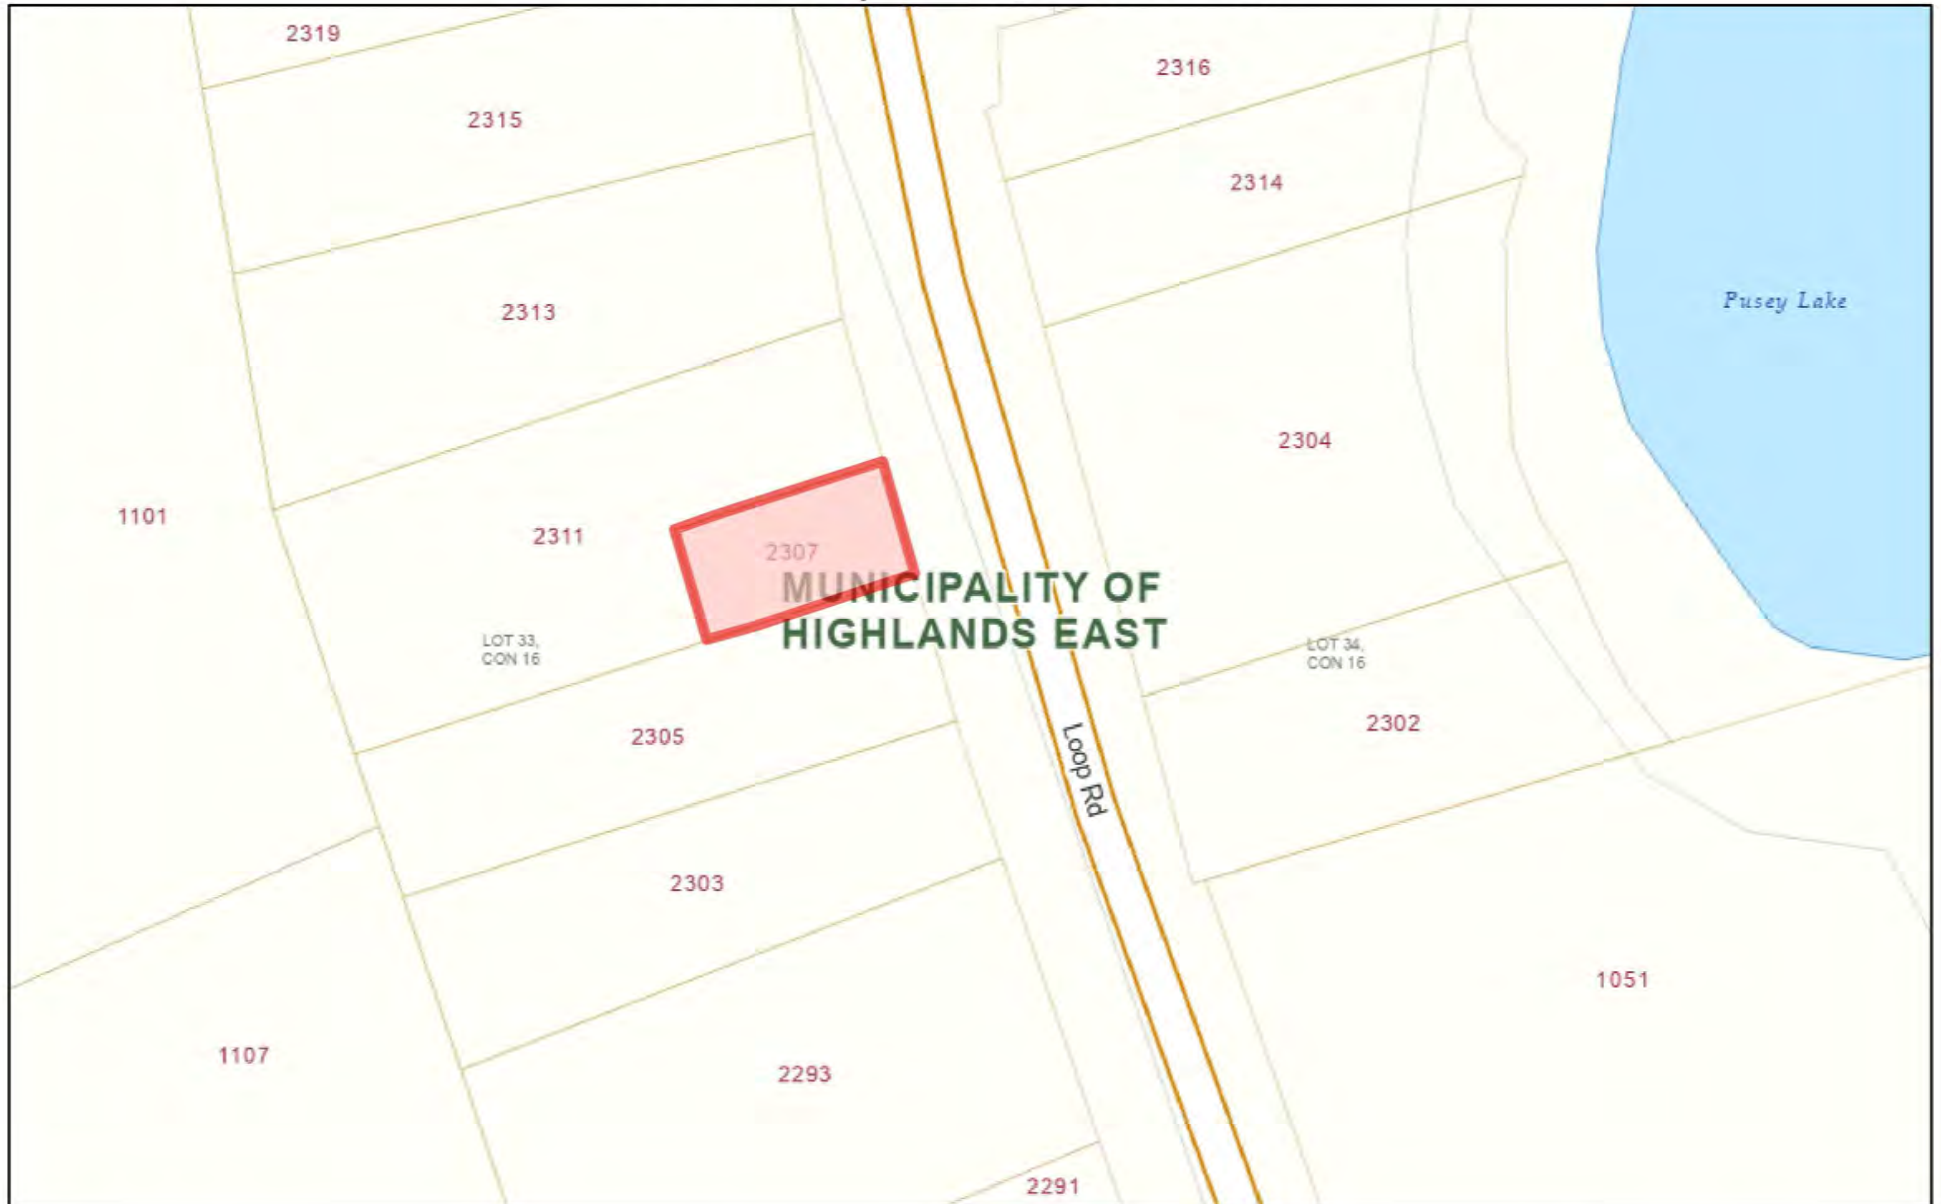 2319
2316
2315
2314
Pusey Lake
2313
2304
1101
2311
2307
MUNICIPALITY OF
HIGHLANDS EAST
LOT 33,
CON 16
LOT 34,
CON 16
2305
2302
Loop Rd
2303
1051
1107
2293
2291